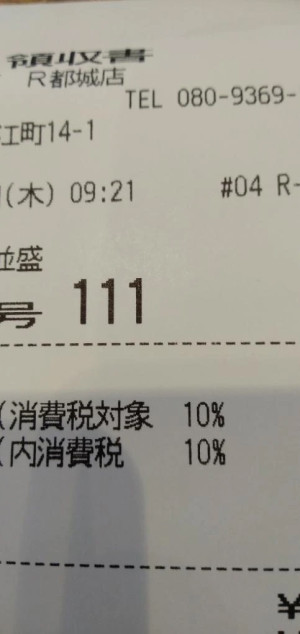 領収書
R都城店
TEL 080-9369-
江町14-1
(木) 09:21 #04 R-
並盛
号 111
(消費税対象 10%
(内消費税 10%
¥